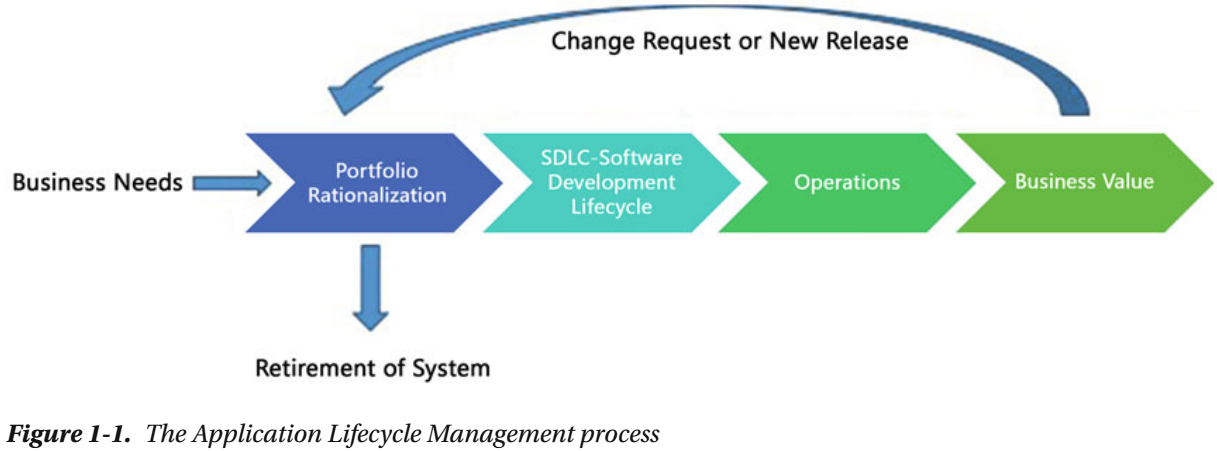 Change Request or New Release
Business Needs
Portfolio
Rationalization
SDLC-Software
Development
Lifecycle
Operations
Business Value
Retirement of System
Figure 1-1. The Application Lifecycle Management process